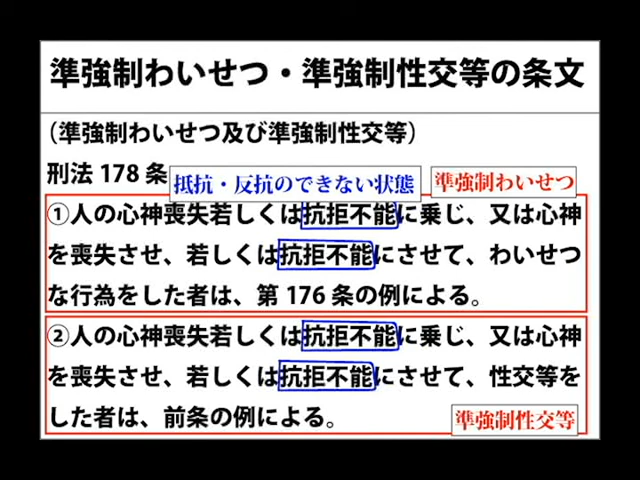 準強制わいせつ・準強制性交等の条文
（準強制わいせつ及び準強制性交等）
刑法 178 条
抵抗・反抗のできない状態
準強制わいせつ
①人の心神喪失若しくは抗拒不能に乗じ、又は心神
を喪失させ、若しくは抗拒不能にさせて、わいせつ
な行為をした者は、第 176 条の例による。
②人の心神喪失若しくは抗拒不能に乗じ、又は心神
を喪失させ、若しくは抗拒不能にさせて、性交等を
した者は、前条の例による。
準強制性交等